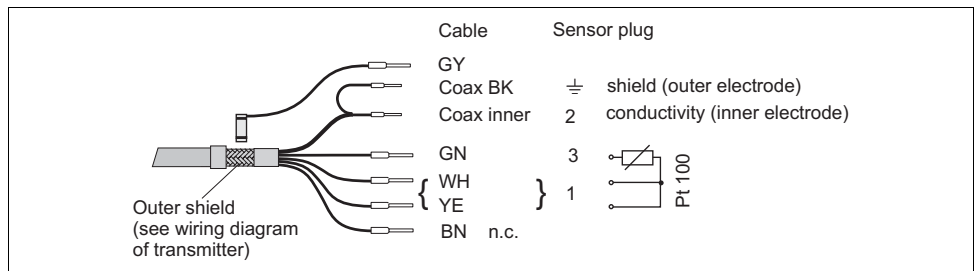 Cable Sensor plug
GY
Coax BK ⏚ shield (outer electrode)
Coax inner 2 conductivity (inner electrode)
GN 3
{ WH } 1
YE
BN n.c.
Pt 100
Outer shield
(see wiring diagram
of transmitter)